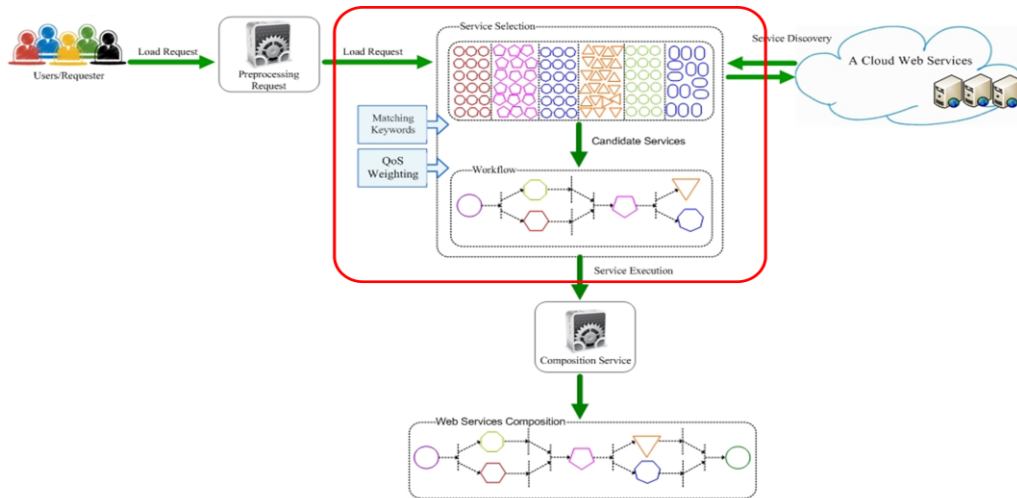 Service Selection
Load Request
Load Request
Service Discovery
Users/Requester
Preprocessing
Request
A Cloud Web Services
Matching
Keywords
Candidate Services
QoS
Weighting
Workflow
Service Execution
Composition Service
Web Services Composition